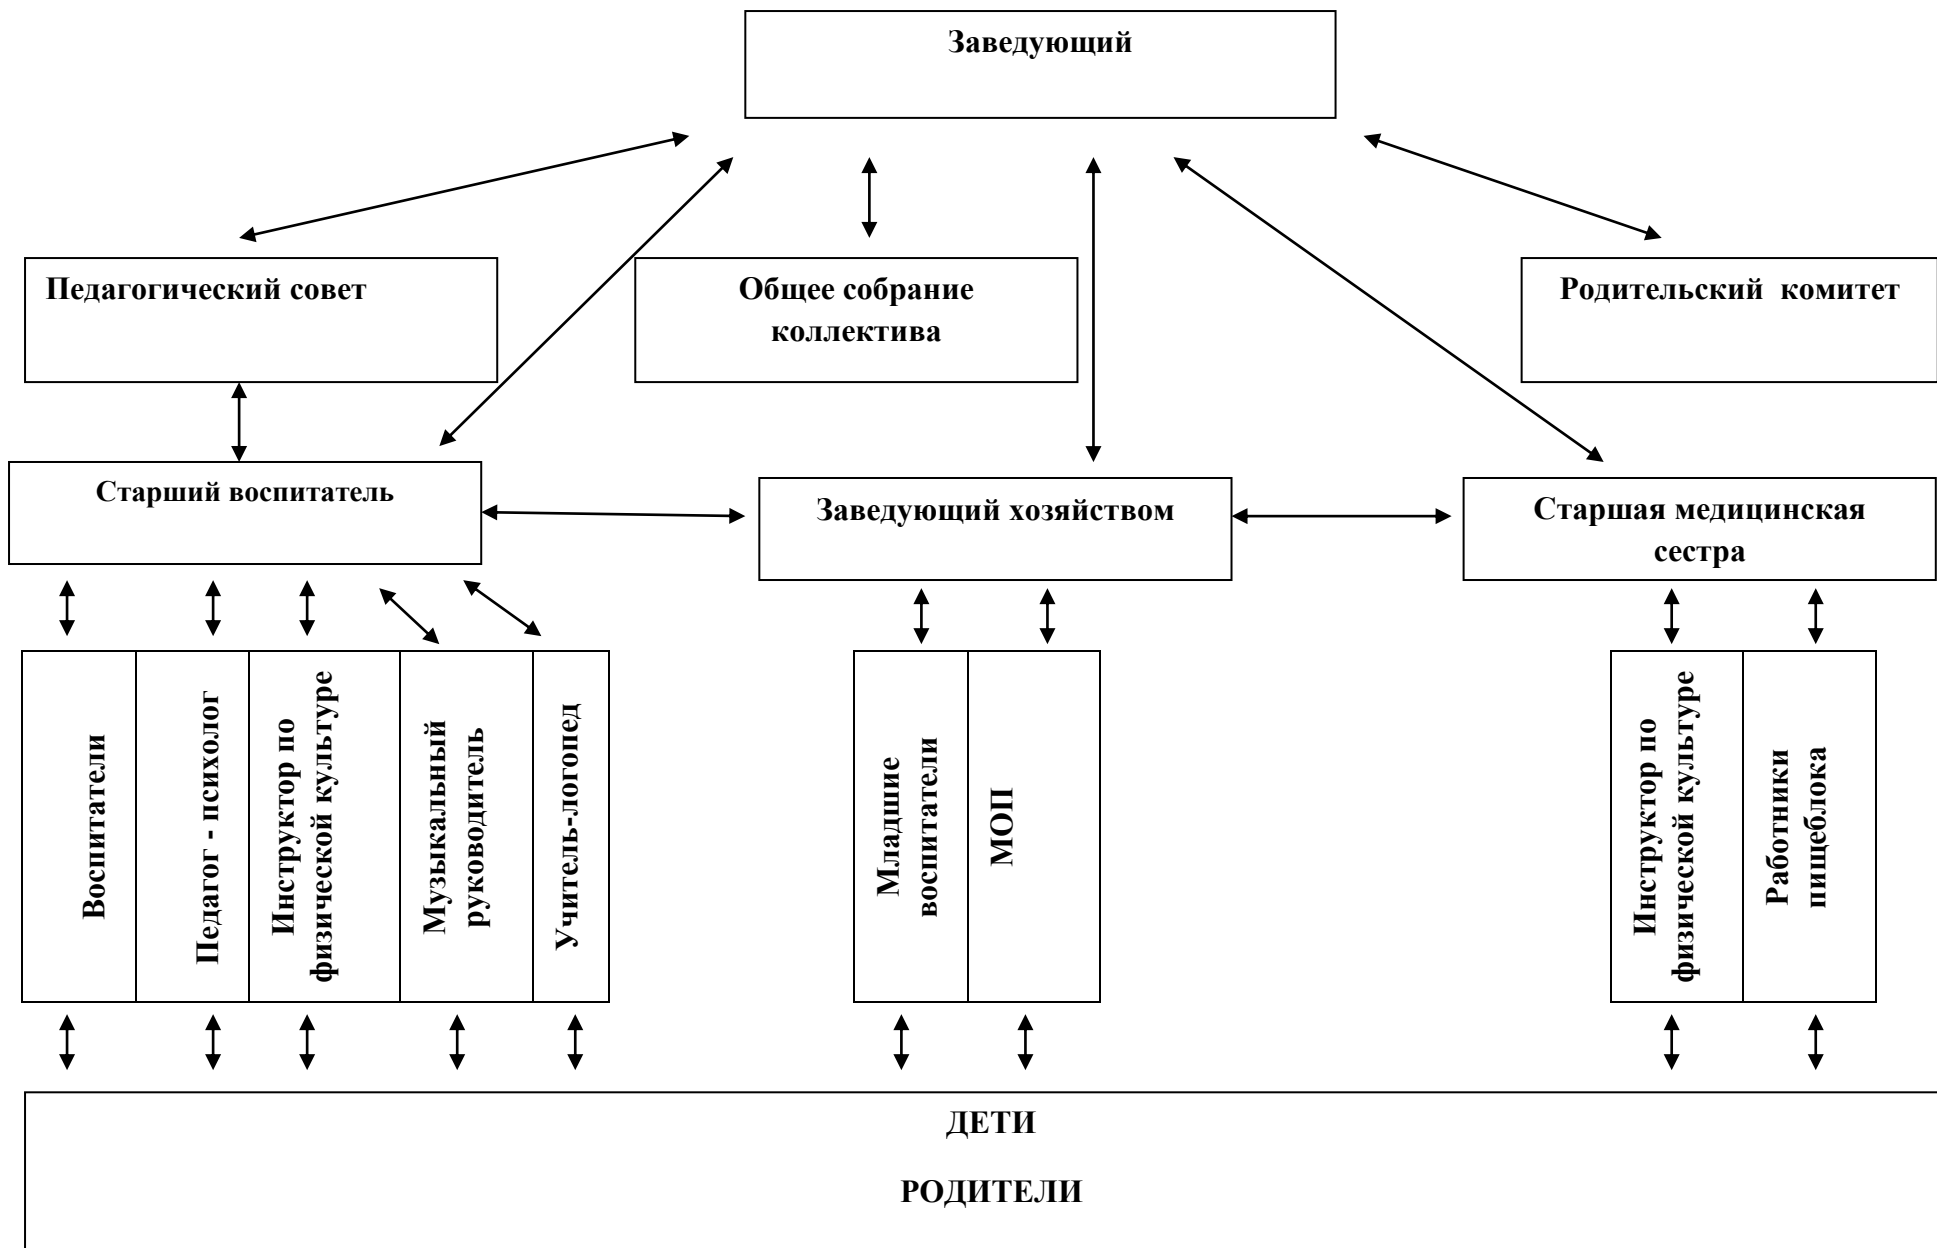 Заведующий
Педагогический совет
Общее собрание
коллектива
Родительский комитет
Старший воспитатель
Заведующий хозяйством
Старшая медицинская
сестра
Воспитатели
Педагог - психолог
Инструктор по
физической культуре
Музыкальный
руководитель
Учитель-логопед
Младшие
воспитатели
МОП
Инструктор по
физической культуре
Работники
пищеблока
ДЕТИ
РОДИТЕЛИ